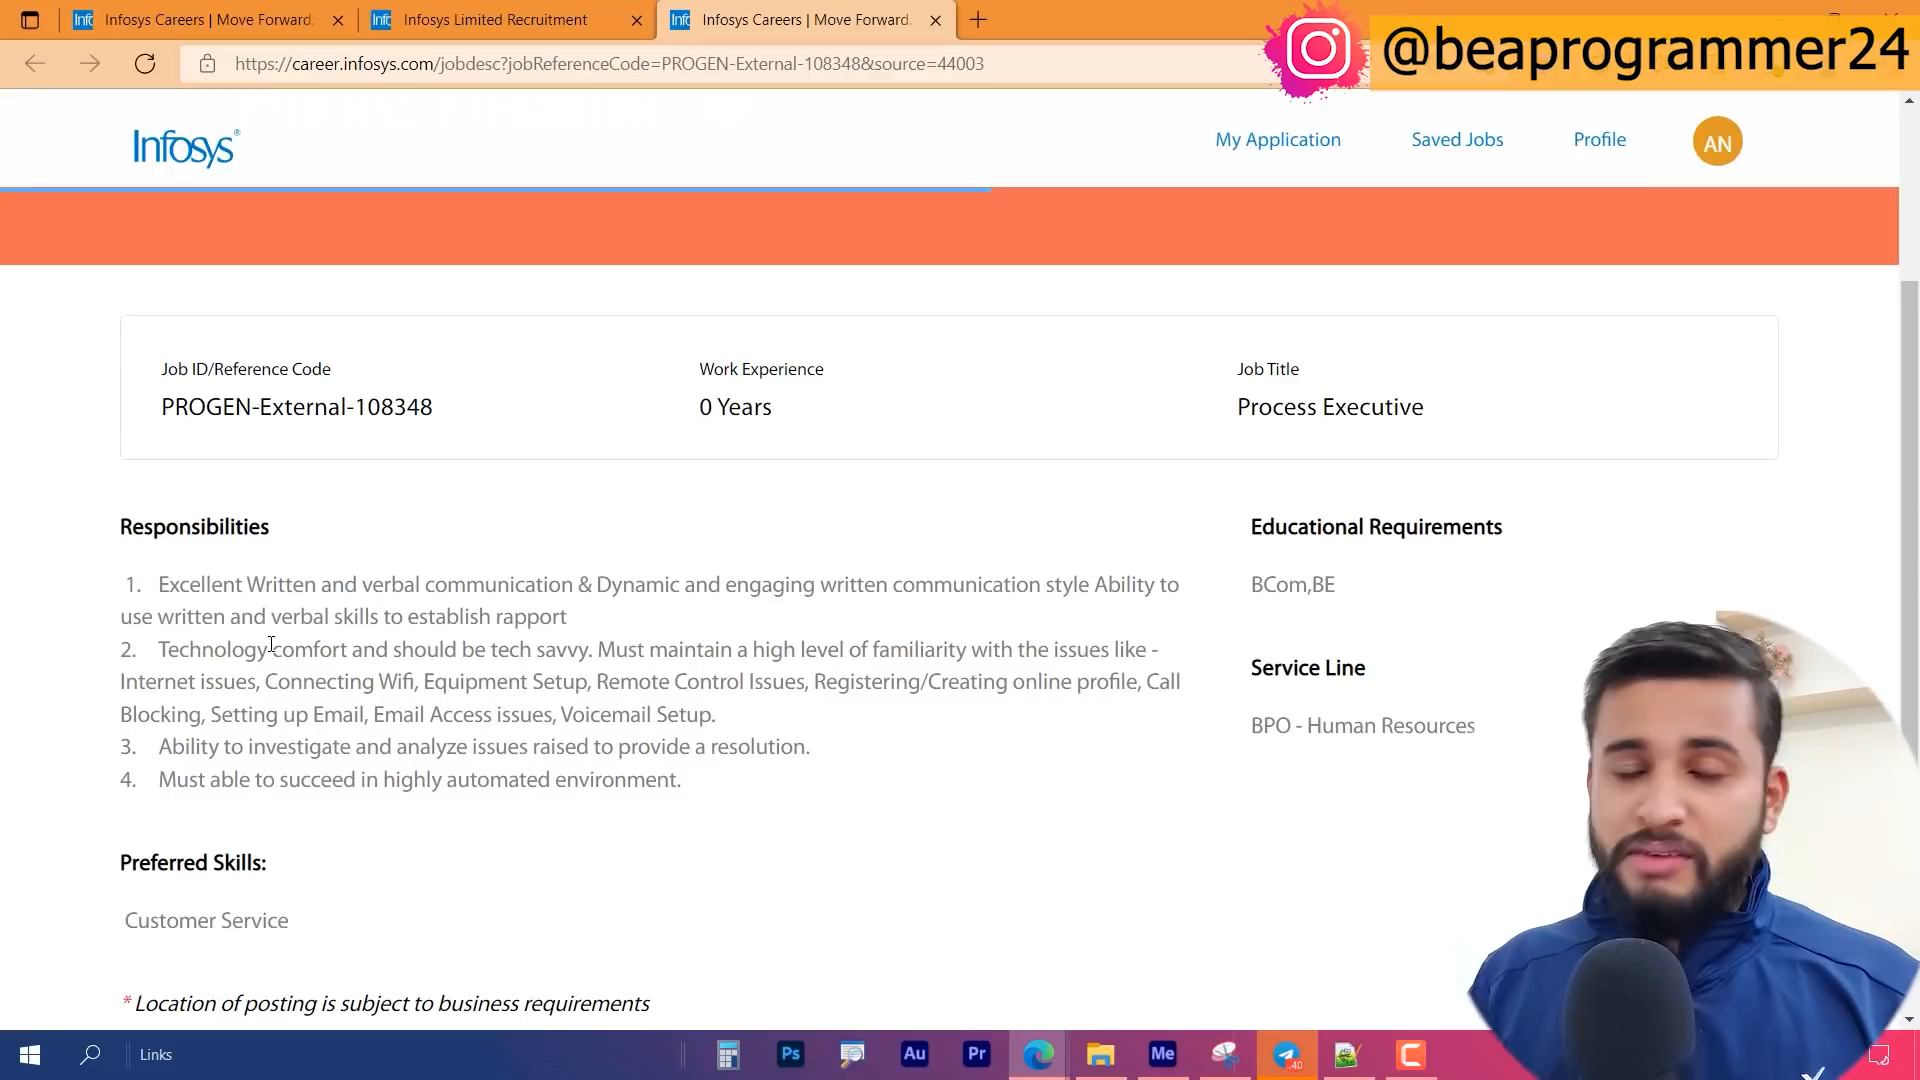 Infosys Careers | Move Forward.
Infosys Limited Recruitment
Infosys Careers | Move Forward.
@beaprogrammer24
https://career.infosys.com/jobdesc?jobReferenceCode=PROGEN-External-108348&source=44003
Infosys®
My Application
Saved Jobs
Profile
AN
Job ID/Reference Code
Work Experience
Job Title
PROGEN-External-108348
0 Years
Process Executive
Responsibilities
Educational Requirements
1. Excellent Written and verbal communication & Dynamic and engaging written communication style Ability to
use written and verbal skills to establish rapport
BCom,BE
2. Technology comfort and should be tech savvy. Must maintain a high level of familiarity with the issues like -
Internet issues, Connecting Wifi, Equipment Setup, Remote Control Issues, Registering/Creating online profile, Call
Blocking, Setting up Email, Email Access issues, Voicemail Setup.
Service Line
BPO - Human Resources
3. Ability to investigate and analyze issues raised to provide a resolution.
4. Must able to succeed in highly automated environment.
Preferred Skills:
Customer Service
* Location of posting is subject to business requirements
Links
Ps
Au
Pr
Me
40